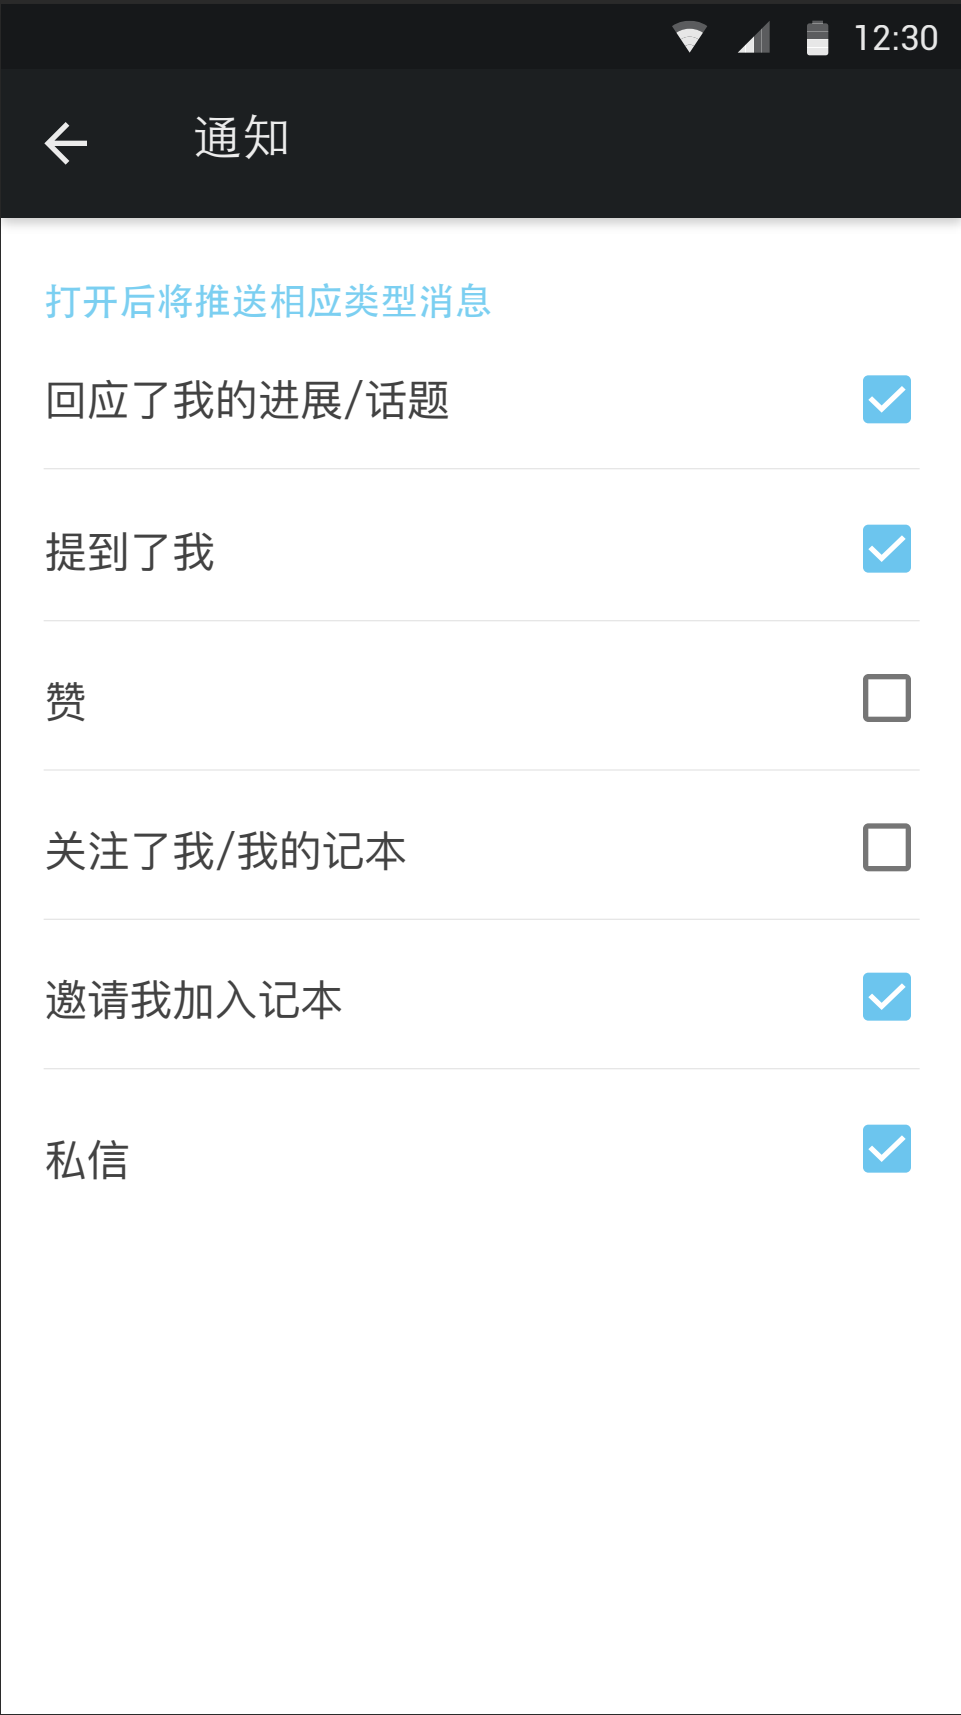 12:30
通知
打开后将推送相应类型消息
回应了我的进展/话题
提到了我
赞
关注了我/我的记本
邀请我加入记本
私信